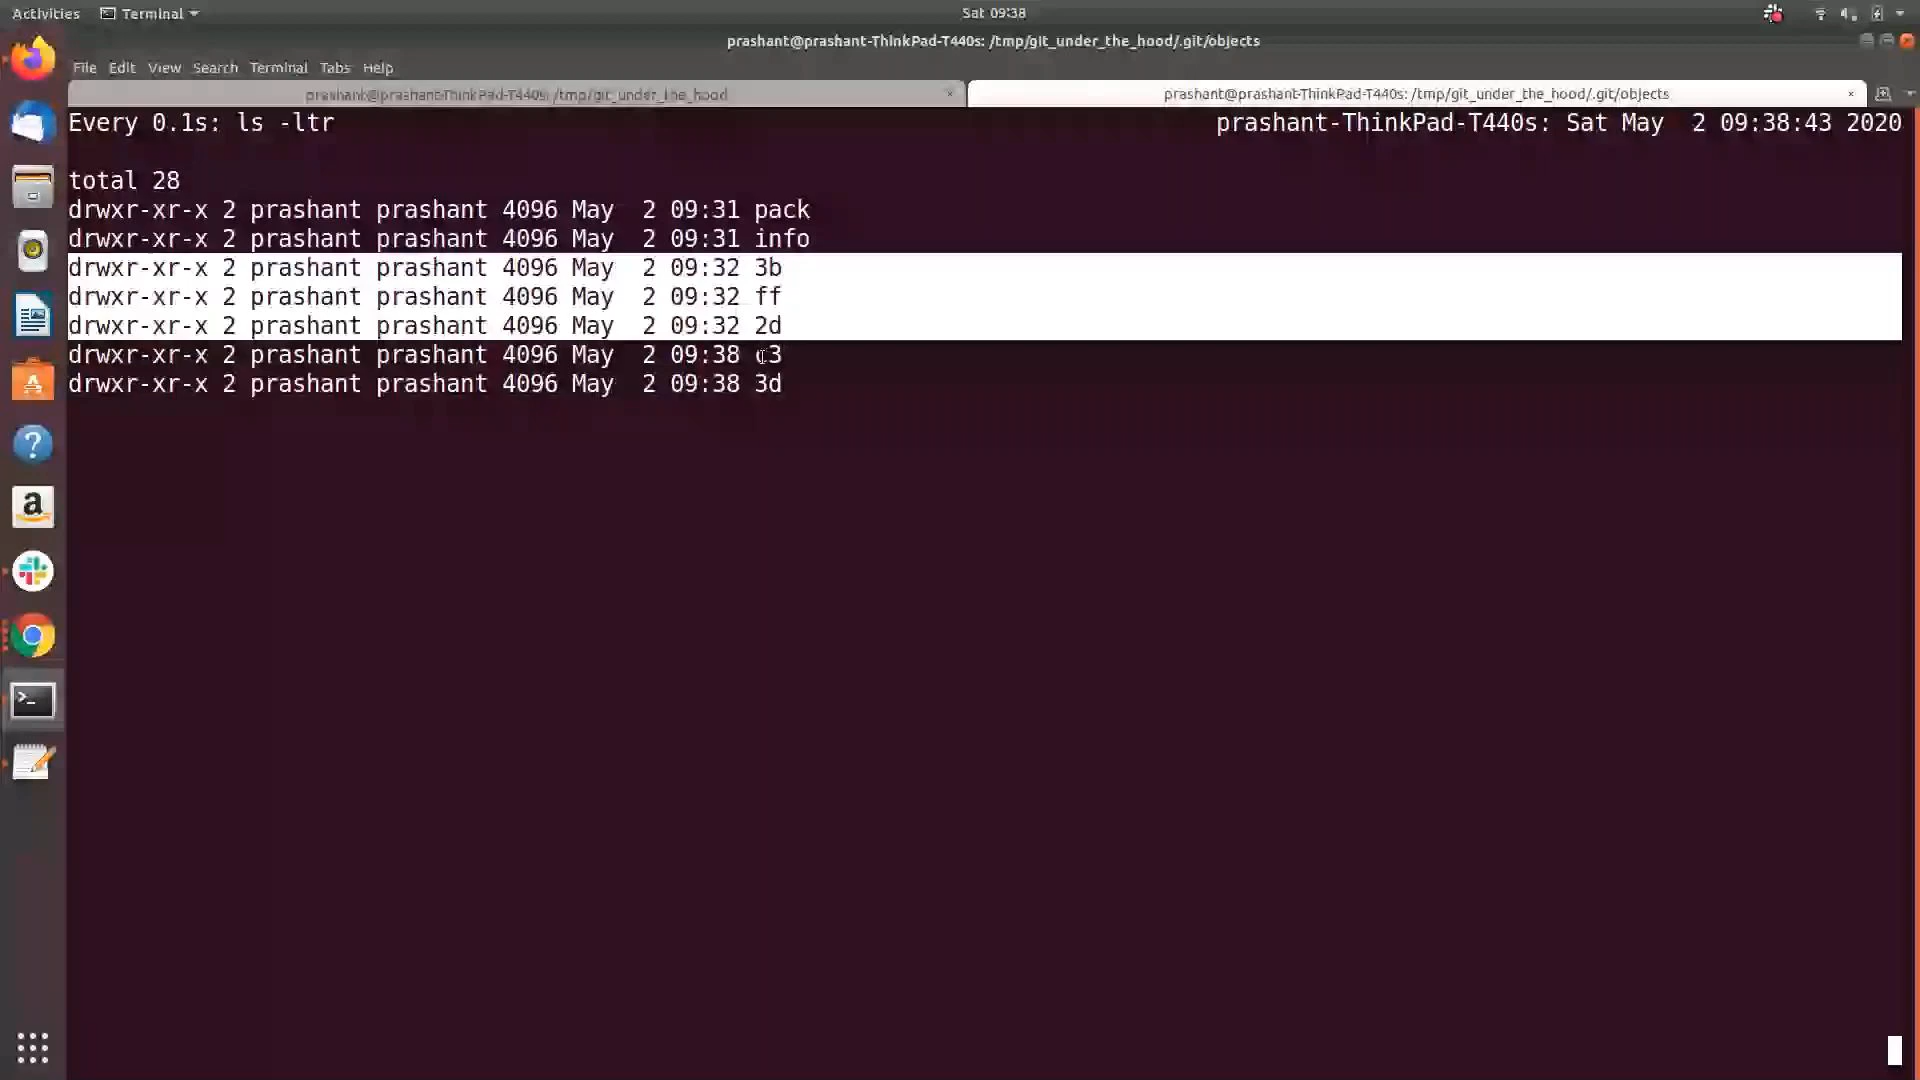 Activities Terminal Sat 09:38
prashant@prashant-ThinkPad-T440s: /tmp/git_under_the_hood/.git/objects
File Edit View Search Terminal Tabs Help
prashant@prashant-ThinkPad-T440s: /tmp/git_under_the_hood × prashant@prashant-ThinkPad-T440s: /tmp/git_under_the_hood/.git/objects ×
Every 0.1s: ls -ltr prashant-ThinkPad-T440s: Sat May  2 09:38:43 2020
total 28
drwxr-xr-x 2 prashant prashant 4096 May  2 09:31 pack
drwxr-xr-x 2 prashant prashant 4096 May  2 09:31 info
drwxr-xr-x 2 prashant prashant 4096 May  2 09:32 3b
drwxr-xr-x 2 prashant prashant 4096 May  2 09:32 ff
drwxr-xr-x 2 prashant prashant 4096 May  2 09:32 2d
drwxr-xr-x 2 prashant prashant 4096 May  2 09:38
drwxr-xr-x 2 prashant prashant 4096 May  2 09:38 3d